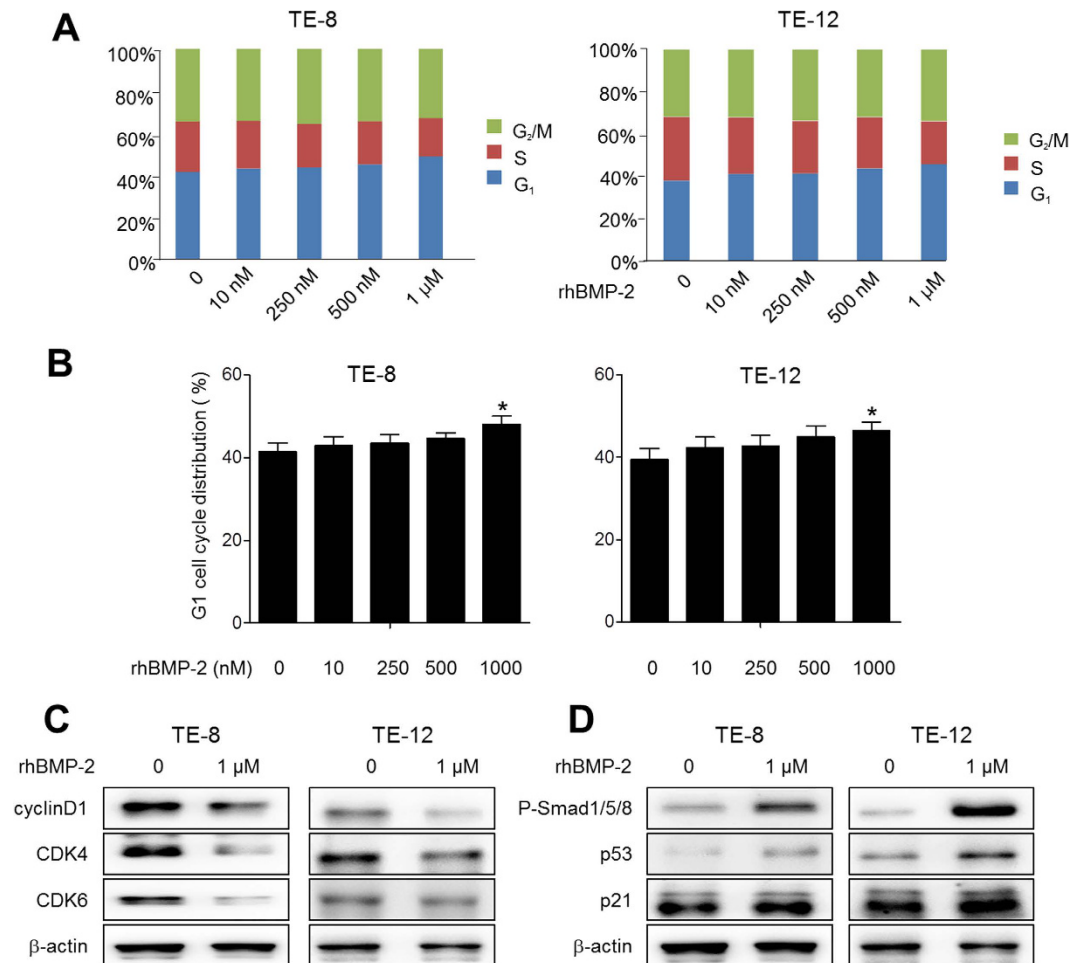 A
TE-8
TE-12
100%
80%
60%
40%
20%
0%
G₂/M
S
G₁
0
10 nM
250 nM
500 nM
1 µM
100%
80%
60%
40%
20%
0%
G₂/M
S
G₁
rhBMP-2
0
10 nM
250 nM
500 nM
1 µM
B
TE-8
TE-12
G1 cell cycle distribution ( %)
60
40
20
0
*
60
40
20
0
*
rhBMP-2 (nM) 0 10 250 500 1000
0 10 250 500 1000
C
TE-8 TE-12
rhBMP-2 0 1 µM 0 1 µM
cyclinD1
CDK4
CDK6
β-actin
D
TE-8 TE-12
rhBMP-2 0 1 µM 0 1 µM
P-Smad1/5/8
p53
p21
β-actin